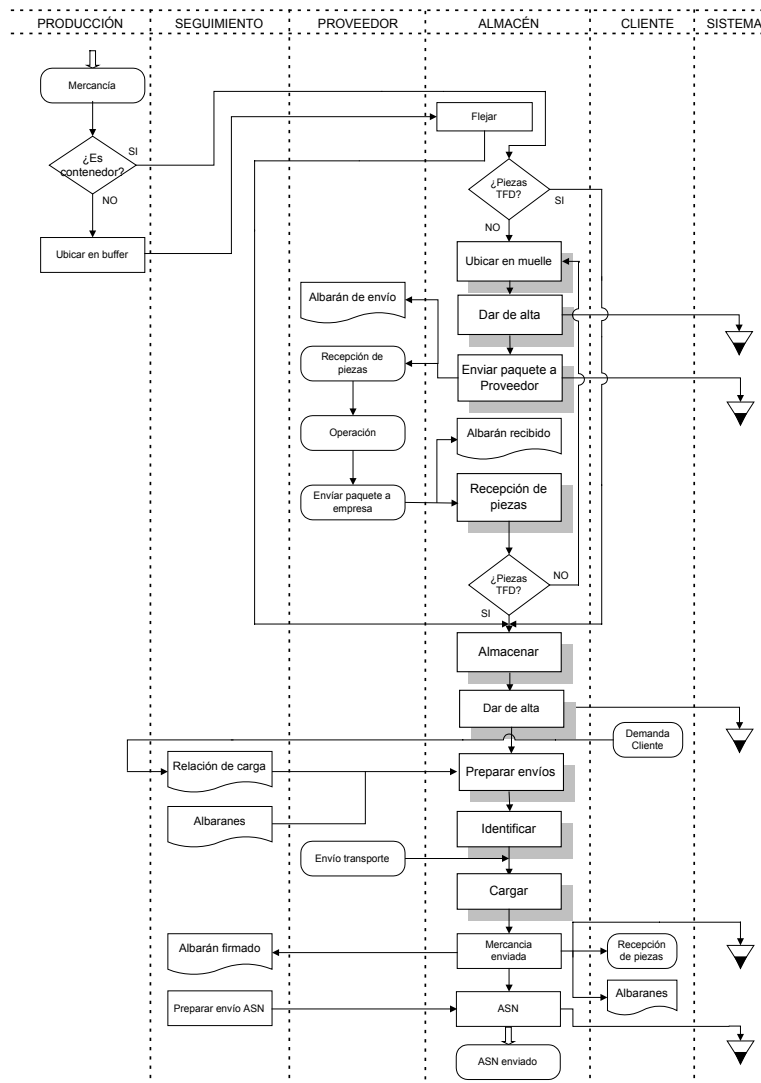 PRODUCCIÓN
SEGUIMIENTO
PROVEEDOR
ALMACÉN
CLIENTE
SISTEMA
Mercancía
Flejar
¿Es
contenedor?
SI
NO
¿Piezas
TFD?
SI
NO
Ubicar en buffer
Ubicar en muelle
Albarán de envío
Dar de alta
Recepción de
piezas
Enviar paquete a
Proveedor
Operación
Albarán recibido
Envíar paquete a
empresa
Recepción de
piezas
¿Piezas
TFD?
NO
SI
Almacenar
Dar de alta
Demanda
Cliente
Relación de carga
Preparar envíos
Albaranes
Identificar
Envío transporte
Cargar
Albarán firmado
Mercancia
enviada
Recepción
de piezas
Albaranes
Preparar envío ASN
ASN
ASN enviado